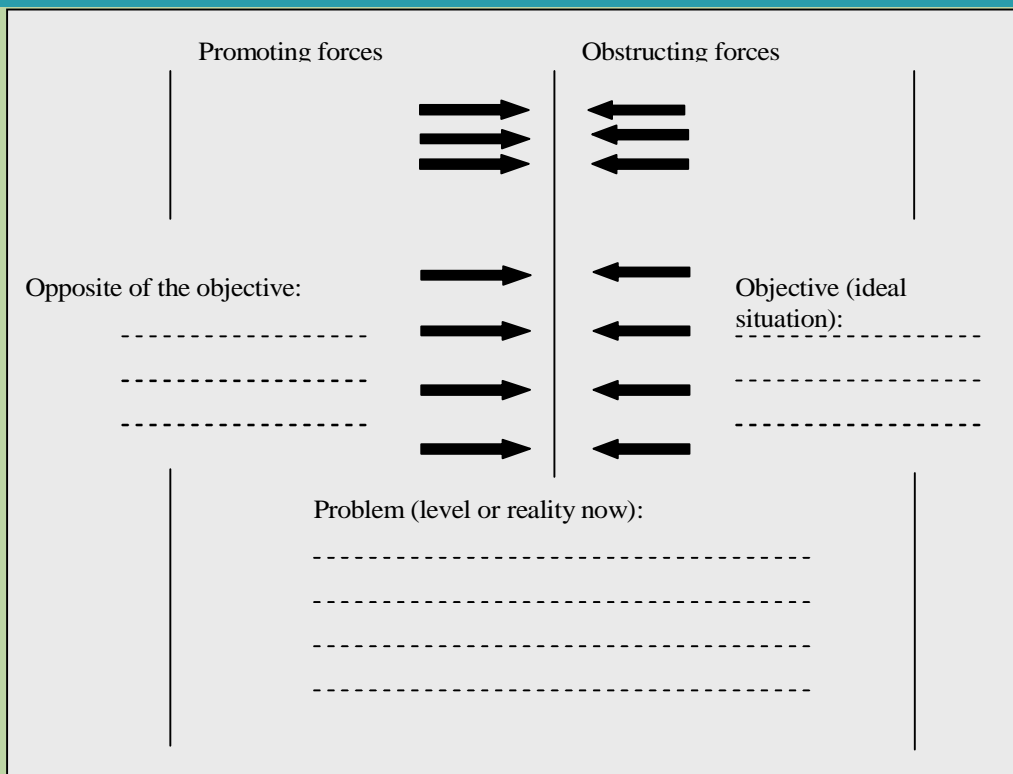 Promoting forces
Obstructing forces
Opposite of the objective:
Objective (ideal
situation):
Problem (level or reality now):